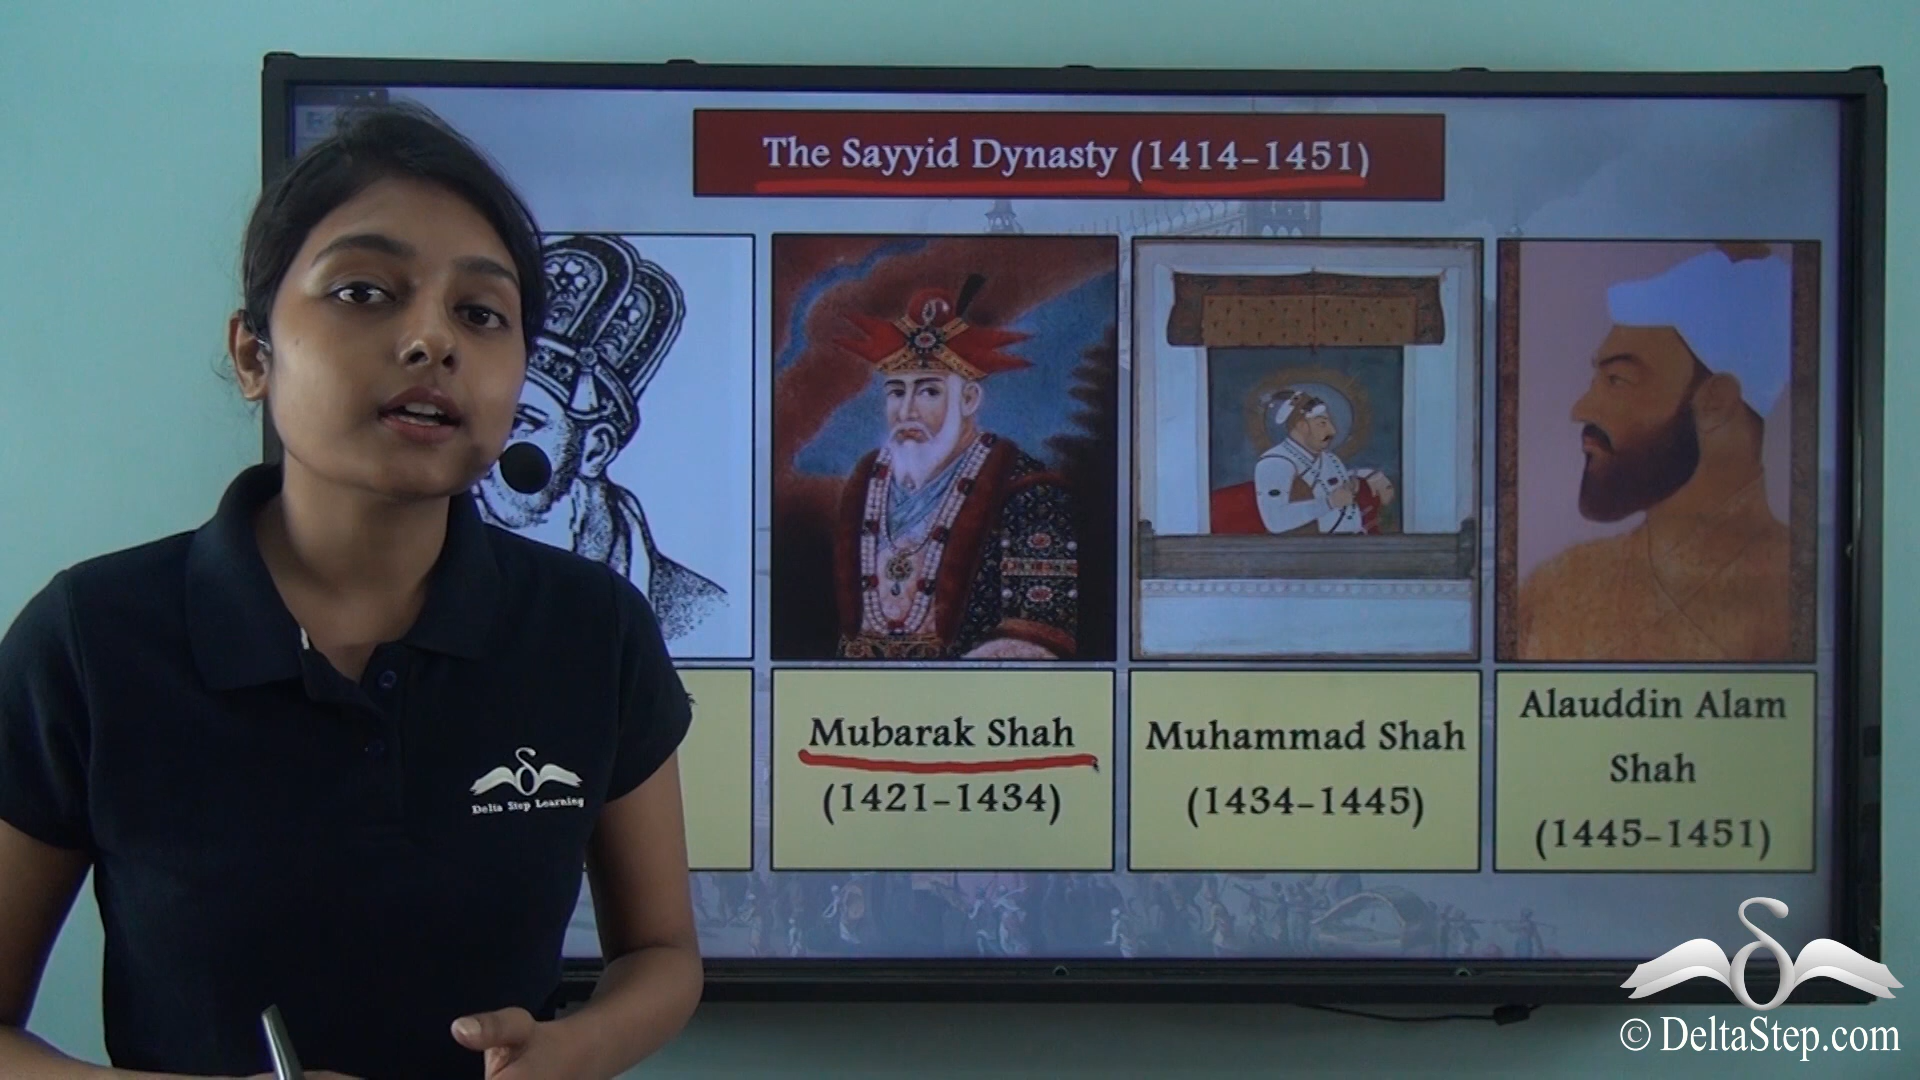 The Sayyid Dynasty (1414-1451)
Mubarak Shah
(1421-1434)
Muhammad Shah
(1434-1445)
Alauddin Alam
Shah
(1445-1451)
Delta Step Learning
© DeltaStep.com